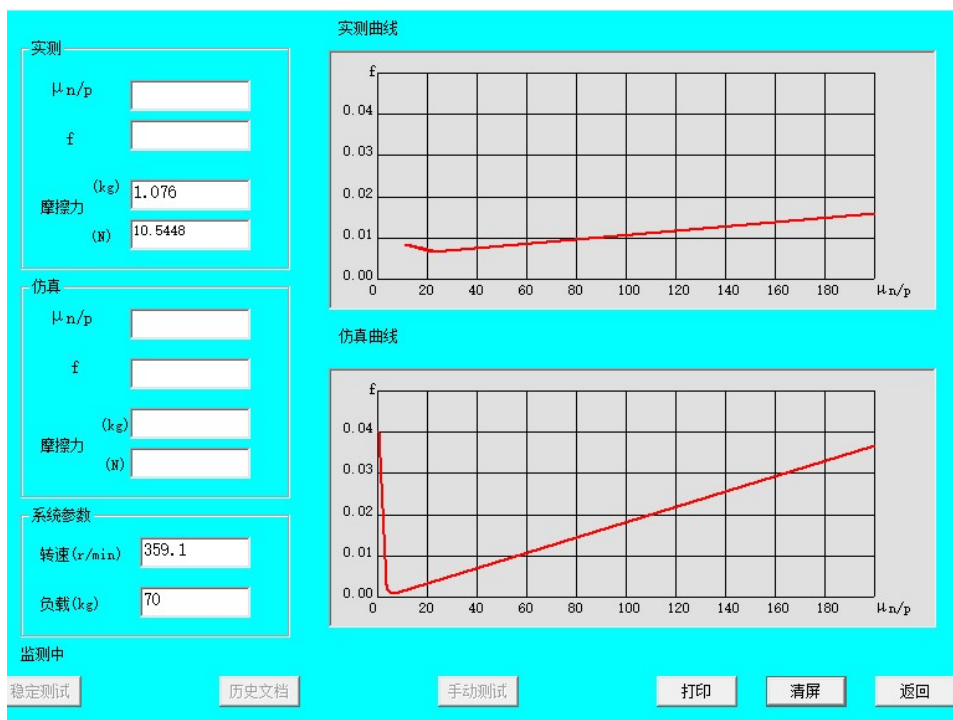 实测
μn/p
f
摩擦力
(kg)
1.076
(N)
10.5448
仿真
μn/p
f
摩擦力
(kg)
(N)
系统参数
转速(r/min)
359.1
负载(kg)
70
监测中
实测曲线
f
0.04
0.03
0.02
0.01
0.00
0 20 40 60 80 100 120 140 160 180 μn/p
仿真曲线
f
0.04
0.03
0.02
0.01
0.00
0 20 40 60 80 100 120 140 160 180 μn/p
稳定测试 历史文档 手动测试 打印 清屏 返回